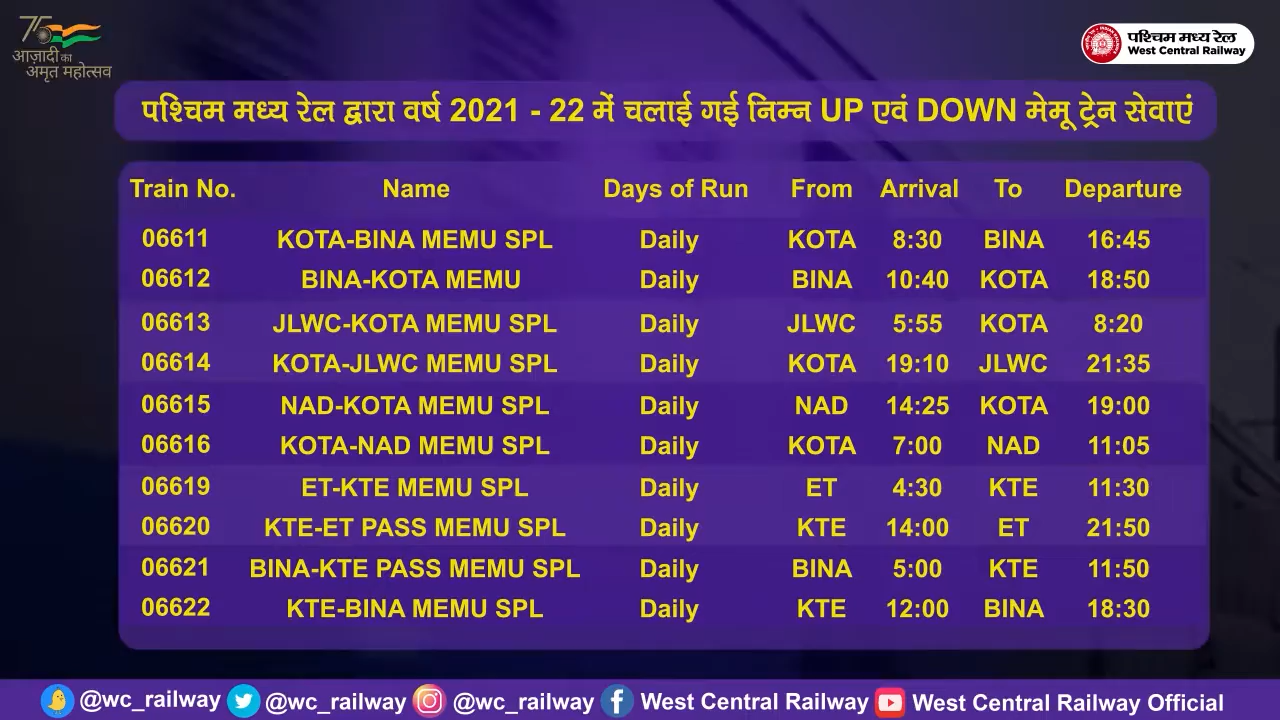 75
आज़ादी का
अमृत महोत्सव
पश्चिम मध्य रेल
West Central Railway
पश्चिम मध्य रेल द्वारा वर्ष 2021 - 22 में चलाई गई निम्न UP एवं DOWN मेमू ट्रेन सेवाएं
Train No. Name Days of Run From Arrival To Departure
06611 KOTA-BINA MEMU SPL Daily KOTA 8:30 BINA 16:45
06612 BINA-KOTA MEMU Daily BINA 10:40 KOTA 18:50
06613 JLWC-KOTA MEMU SPL Daily JLWC 5:55 KOTA 8:20
06614 KOTA-JLWC MEMU SPL Daily KOTA 19:10 JLWC 21:35
06615 NAD-KOTA MEMU SPL Daily NAD 14:25 KOTA 19:00
06616 KOTA-NAD MEMU SPL Daily KOTA 7:00 NAD 11:05
06619 ET-KTE MEMU SPL Daily ET 4:30 KTE 11:30
06620 KTE-ET PASS MEMU SPL Daily KTE 14:00 ET 21:50
06621 BINA-KTE PASS MEMU SPL Daily BINA 5:00 KTE 11:50
06622 KTE-BINA MEMU SPL Daily KTE 12:00 BINA 18:30
@wc_railway @wc_railway @wc_railway West Central Railway West Central Railway Official